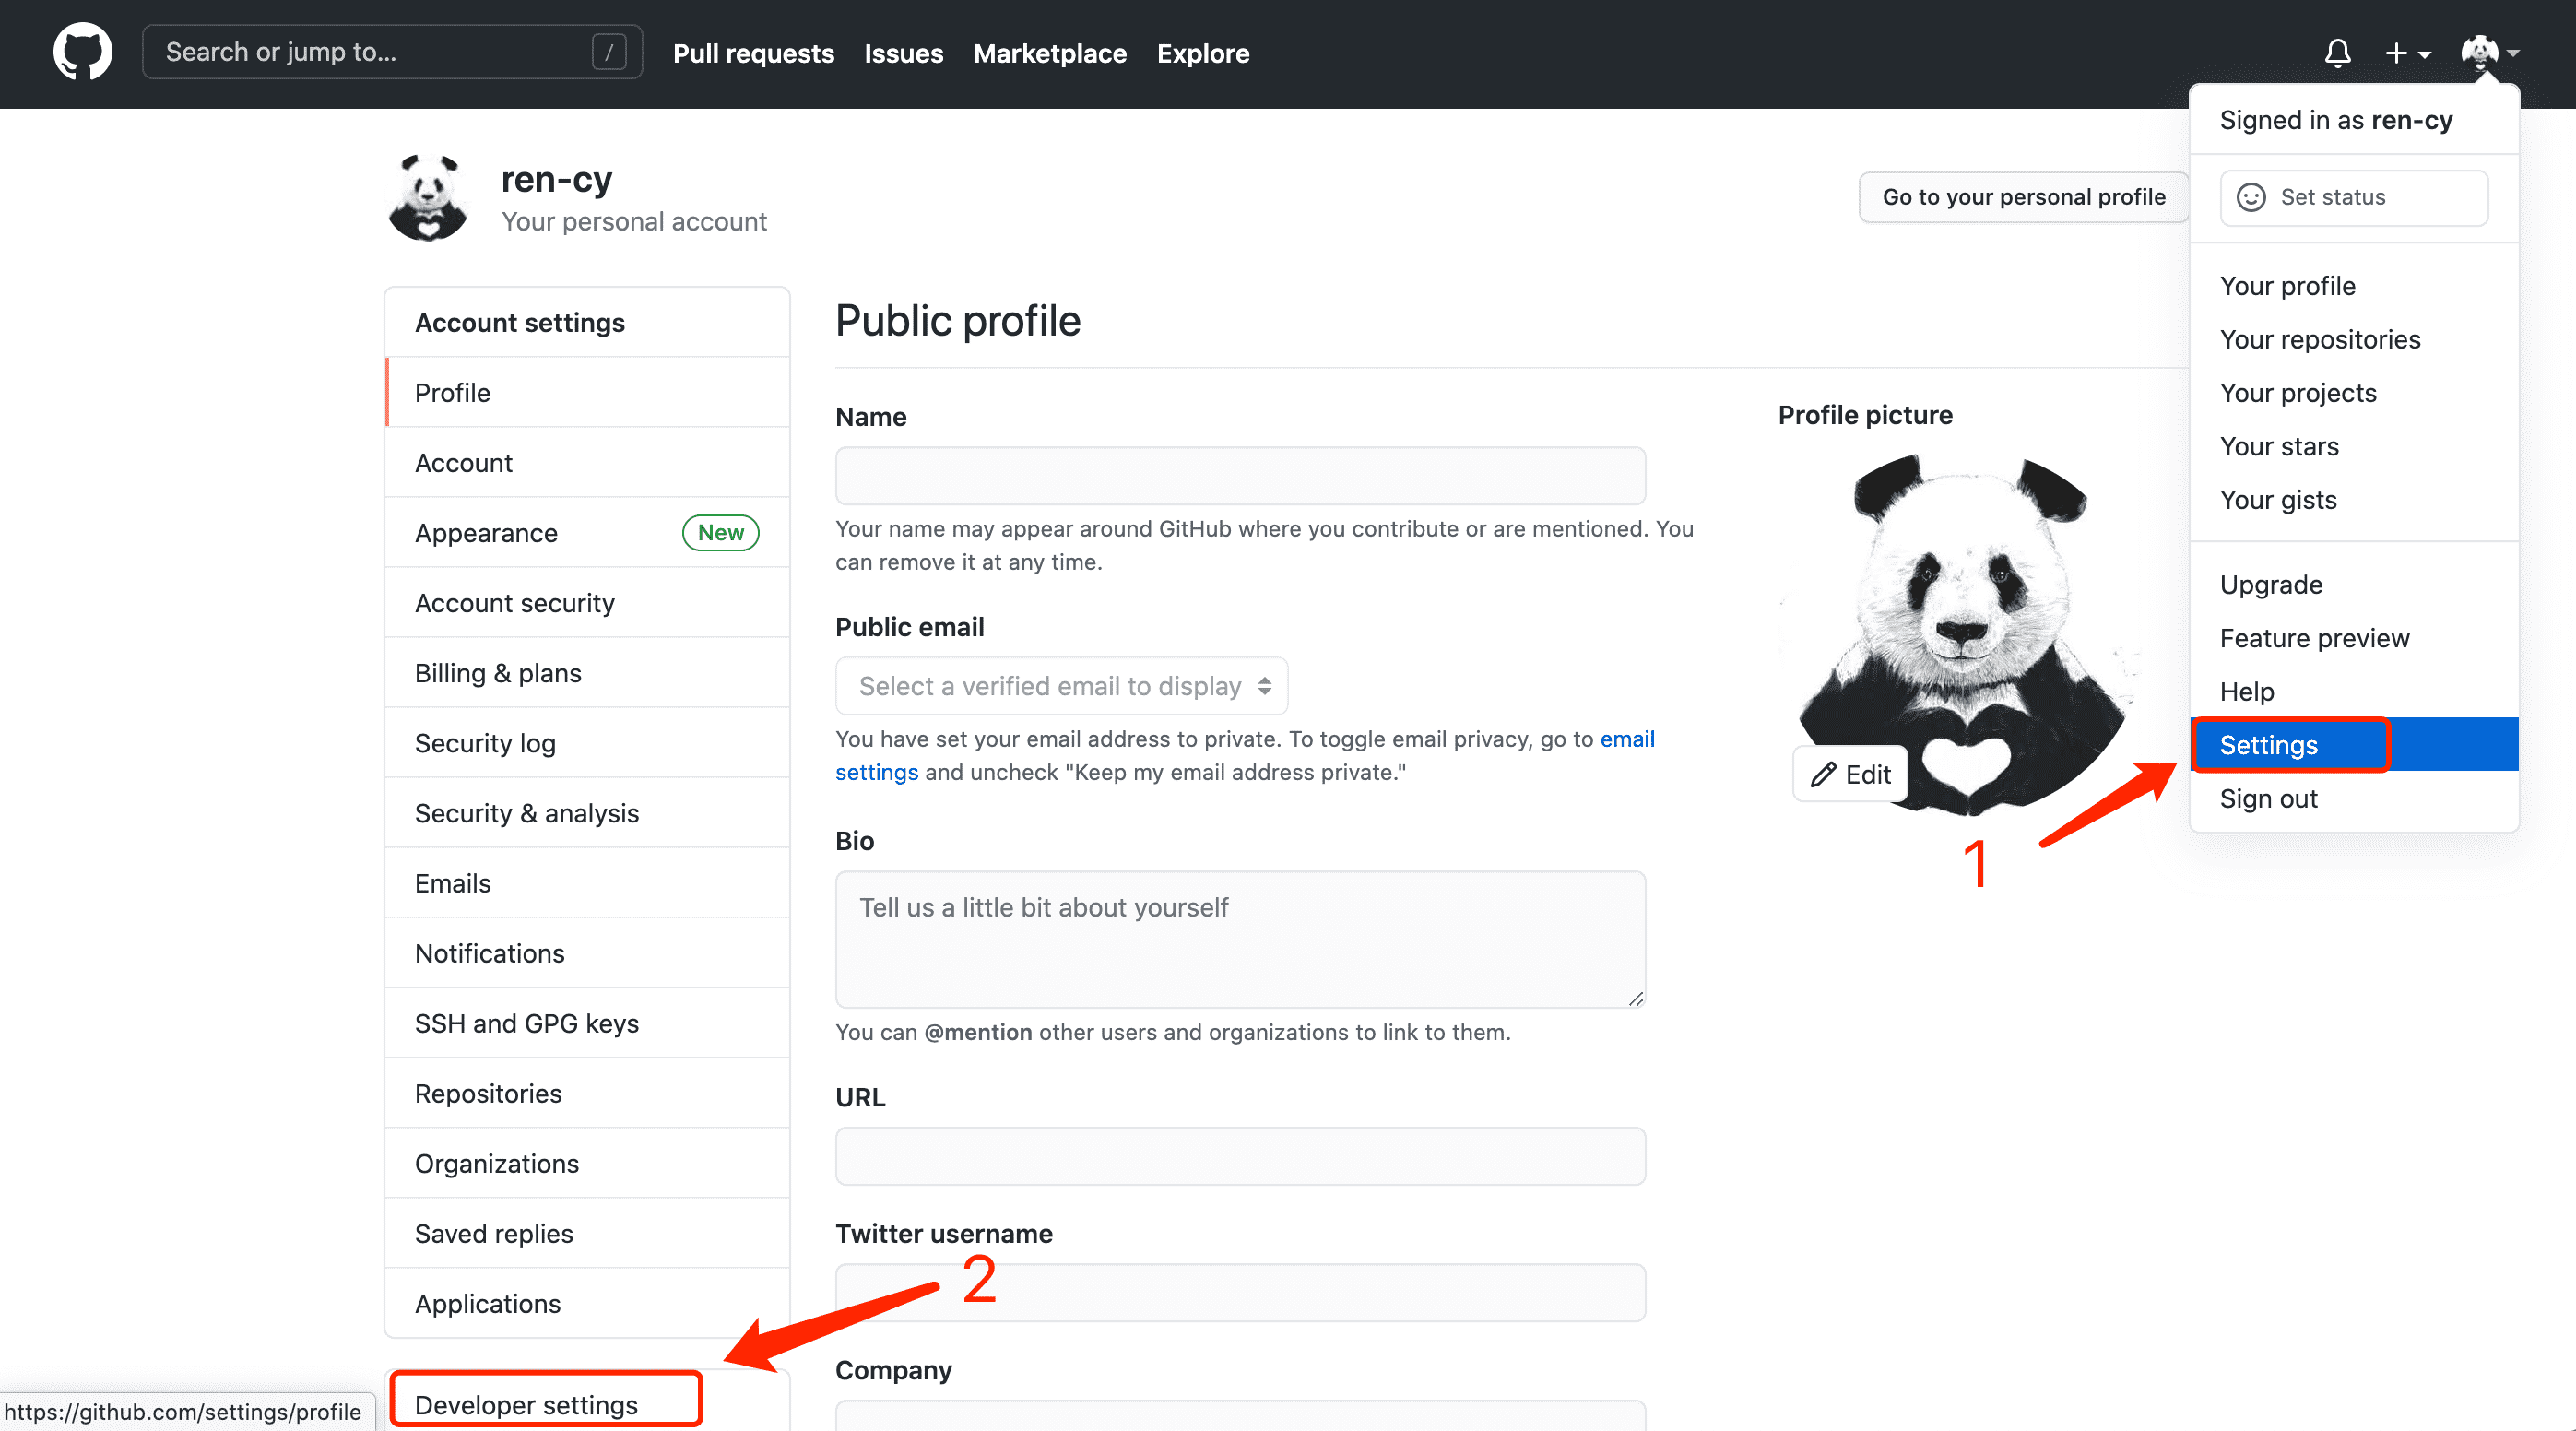 Search or jump to... /
Pull requests
Issues
Marketplace
Explore
Signed in as ren-cy
Set status
Your profile
Your repositories
Your projects
Your stars
Your gists
Upgrade
Feature preview
Help
Settings
Sign out
1
ren-cy
Your personal account
Go to your personal profile
Account settings
Profile
Account
Appearance New
Account security
Billing & plans
Security log
Security & analysis
Emails
Notifications
SSH and GPG keys
Repositories
Organizations
Saved replies
Applications
Developer settings
Public profile
Name
Your name may appear around GitHub where you contribute or are mentioned. You
can remove it at any time.
Public email
Select a verified email to display
You have set your email address to private. To toggle email privacy, go to email
settings and uncheck "Keep my email address private."
Bio
Tell us a little bit about yourself
You can @mention other users and organizations to link to them.
URL
Twitter username
2
Company
Profile picture
Edit
https://github.com/settings/profile